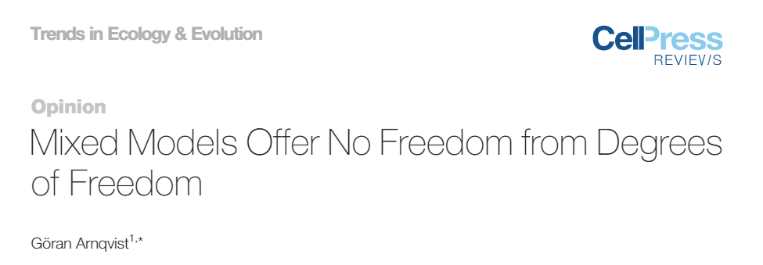 Trends in Ecology & Evolution
CellPress
REVIEWS
Opinion
Mixed Models Offer No Freedom from Degrees
of Freedom
Göran Arnqvist1,*